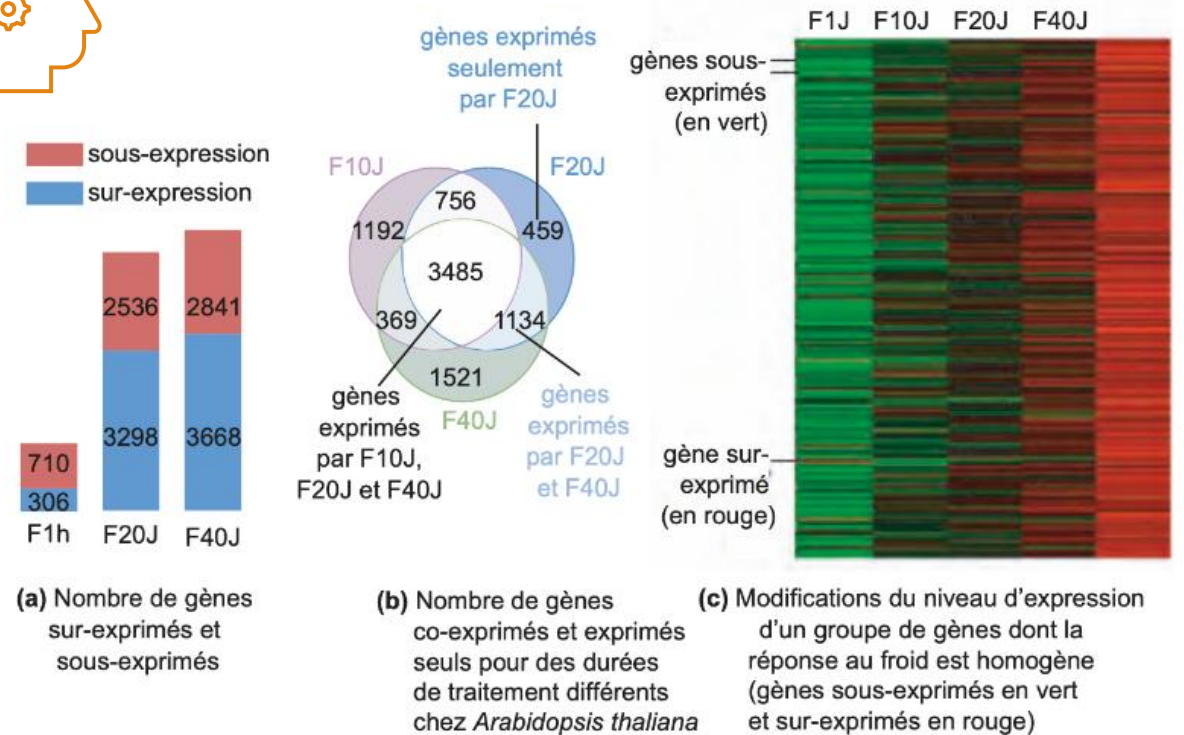 sous-expression
sur-expression
2536
2841
3298
3668
710
306
F1h
F20J
F40J
(a) Nombre de gènes
sur-exprimés et
sous-exprimés
gènes exprimés
seulement
par F20J
F10J
F20J
756
1192
459
3485
369
1134
1521
F40J
gènes
exprimés
par F10J,
F20J et F40J
gènes
exprimés
par F20J
et F40J
(b) Nombre de gènes
co-exprimés et exprimés
seuls pour des durées
de traitement différents
chez Arabidopsis thaliana
F1J F10J F20J F40J
gènes sous-
exprimés
(en vert)
gène sur-
exprimé
(en rouge)
(c) Modifications du niveau d'expression
d'un groupe de gènes dont la
réponse au froid est homogène
(gènes sous-exprimés en vert
et sur-exprimés en rouge)